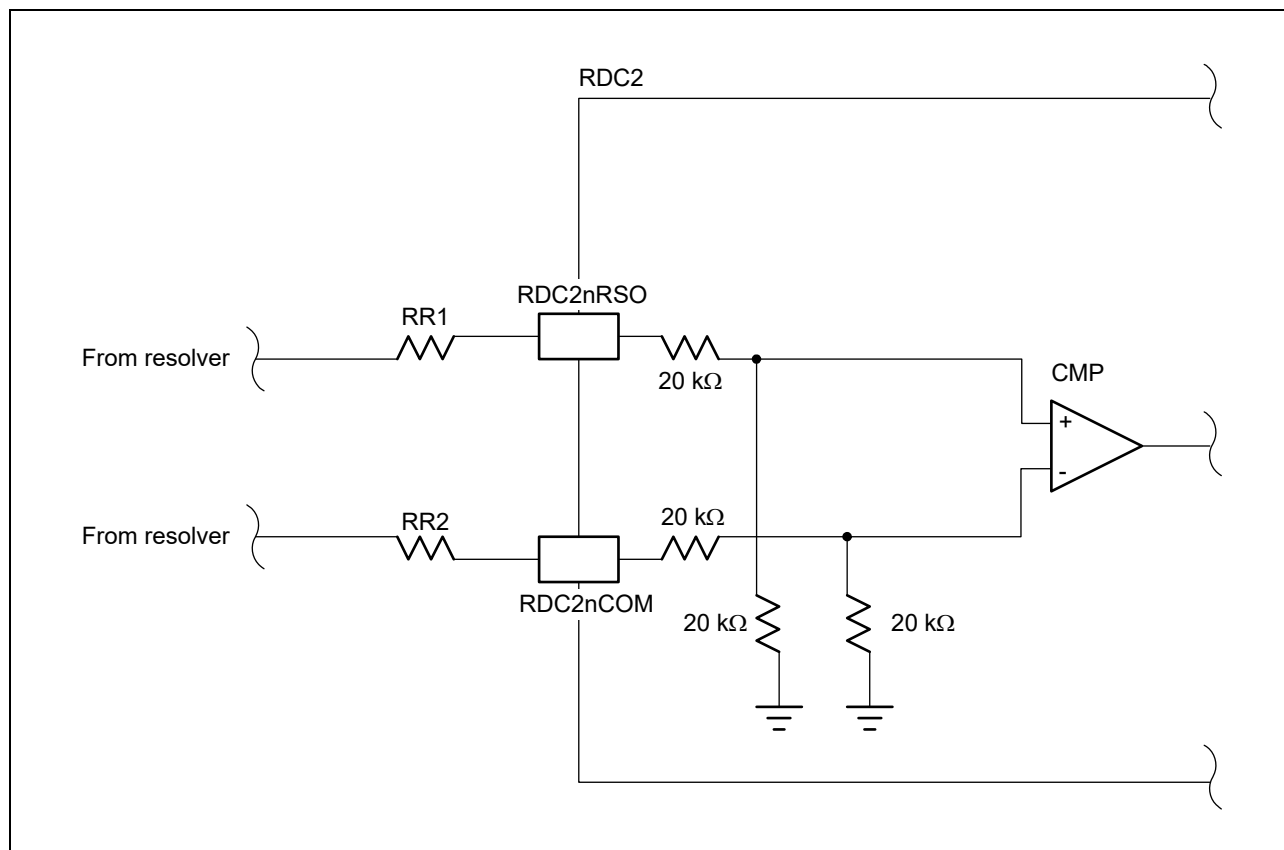 RDC2
RDC2nRSO
RR1
From resolver
20 kΩ
CMP
+
-
From resolver
RR2
20 kΩ
RDC2nCOM
20 kΩ
20 kΩ